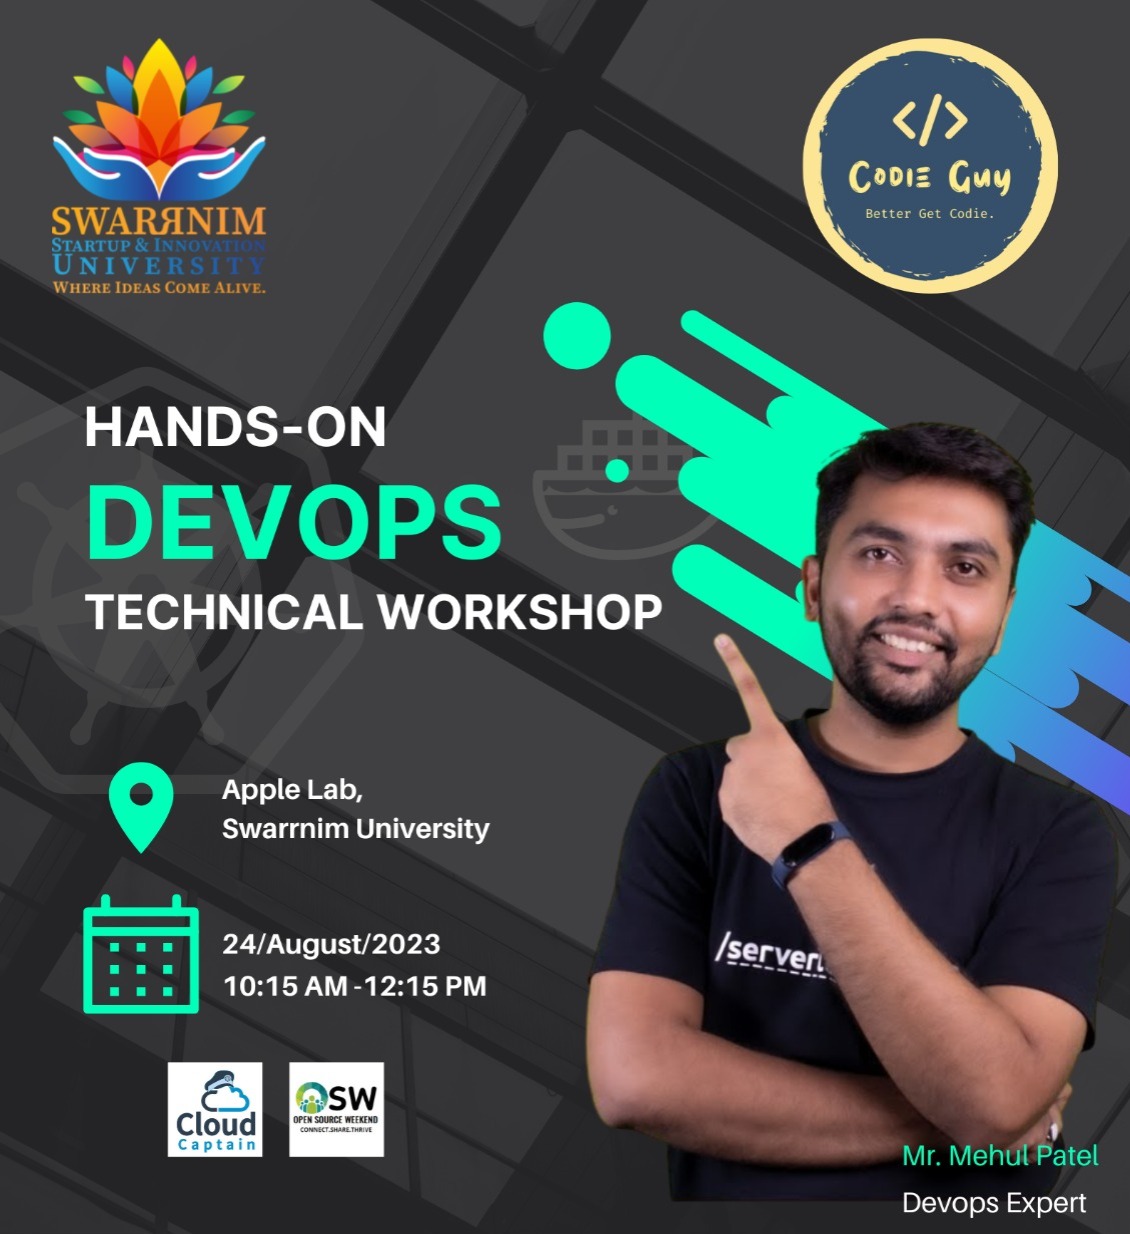 SWARЯNIM
STARTUP & INNOVATION
UNIVERSITY
WHERE IDEAS COME ALIVE.
</>
CODIE GUY
Better Get Codie.
HANDS-ON
DEVOPS
TECHNICAL WORKSHOP
Apple Lab,
Swarrnim University
24/August/2023
10:15 AM -12:15 PM
/server
Cloud
Captain
OSW
OPEN SOURCE WEEKEND
CONNECT.SHARE.THRIVE
Mr. Mehul Patel
Devops Expert